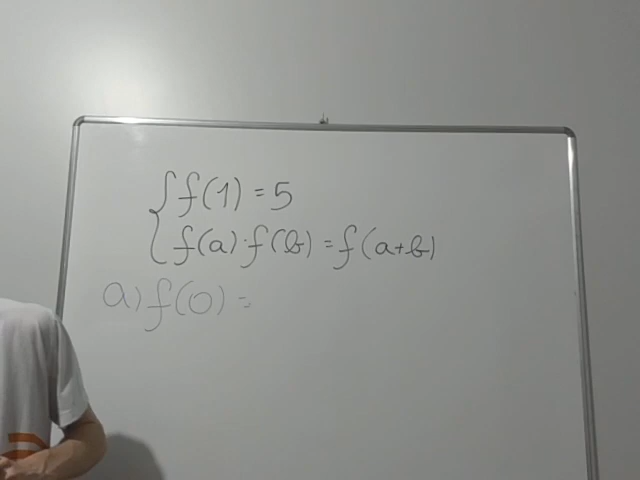 f(1) = 5
f(a)·f(b) = f(a+b)
a) f(0) =